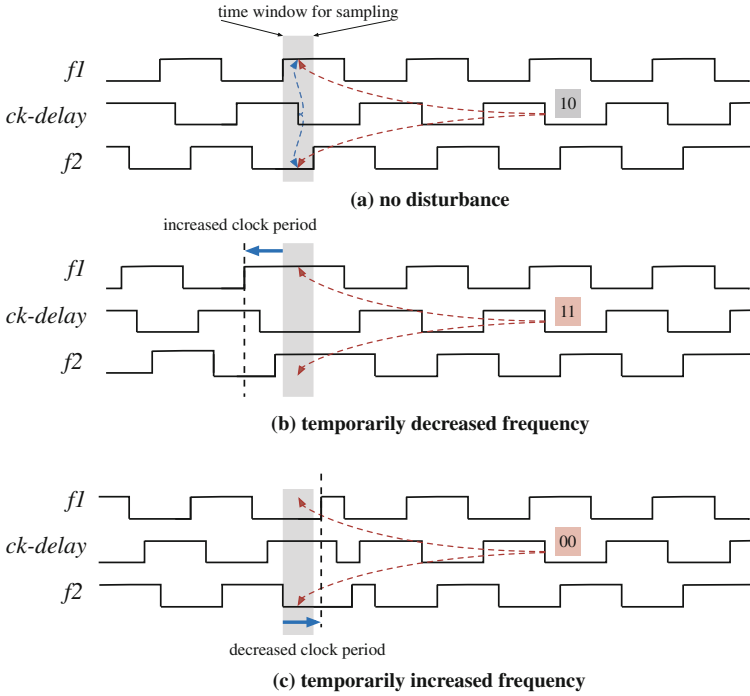 time window for sampling
f1
ck-delay
10
f2
(a) no disturbance
increased clock period
f1
ck-delay
11
f2
(b) temporarily decreased frequency
f1
ck-delay
00
f2
decreased clock period
(c) temporarily increased frequency